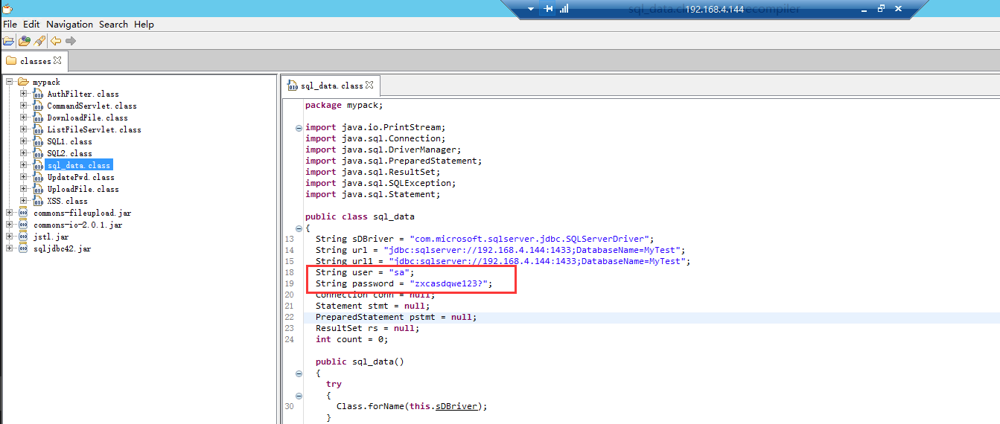 sql_data.class 192.168.4.144 ecompiler
File Edit Navigation Search Help
classes
mypack
AuthFilter.class
CommandServlet.class
DownloadFile.class
ListFileServlet.class
SQL1.class
SQL2.class
sql_data.class
UpdatePwd.class
UploadFile.class
XSS.class
commons-fileupload.jar
commons-io-2.0.1.jar
jstl.jar
sqljdbc42.jar
sql_data.class
package mypack;
import java.io.PrintStream;
import java.sql.Connection;
import java.sql.DriverManager;
import java.sql.PreparedStatement;
import java.sql.ResultSet;
import java.sql.SQLException;
import java.sql.Statement;
public class sql_data
{
13 String sDBriver = "com.microsoft.sqlserver.jdbc.SQLServerDriver";
14 String url = "jdbc:sqlserver://192.168.4.144:1433;DatabaseName=MyTest";
15 String url1 = "jdbc:sqlserver://192.168.4.144:1433;DatabaseName=MyTest";
18 String user = "sa";
19 String password = "zxcasdqwe123?";
20 Connection conn = null;
21 Statement stmt = null;
22 PreparedStatement pstmt = null;
23 ResultSet rs = null;
24 int count = 0;
public sql_data()
{
try
{
30 Class.forName(this.sDBriver);
}